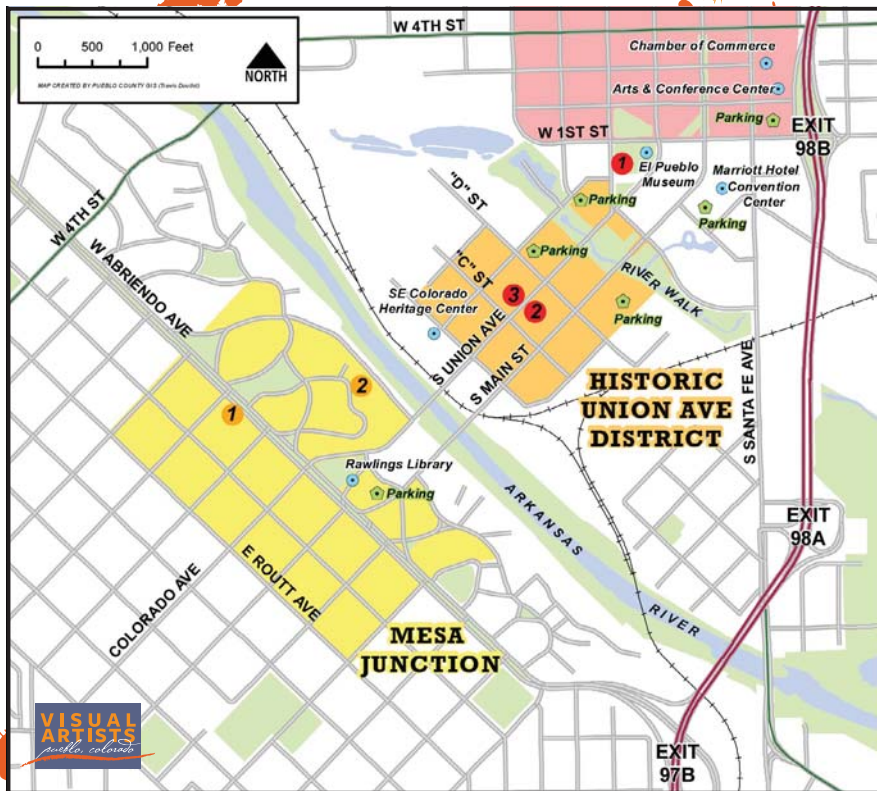 W 4TH ST
0 500 1,000 Feet
NORTH
MAP CREATED BY PUEBLO COUNTY GIS
Chamber of Commerce
Arts & Conference Center
Parking
EXIT
98B
W 1ST ST
1
El Pueblo
Museum
Marriott Hotel
Convention
Center
Parking
"D" ST
Parking
W 4TH ST
W ABRIENDO AVE
"C" ST
Parking
RIVER WALK
SE Colorado
Heritage Center
3
2
Parking
S UNION AVE
S MAIN ST
HISTORIC
UNION AVE
DISTRICT
S SANTA FE AVE
1
2
Rawlings Library
Parking
ARKANSAS
RIVER
EXIT
98A
COLORADO AVE
E ROUTT AVE
MESA
JUNCTION
VISUAL
ARTISTS
pueblo, colorado
EXIT
97B